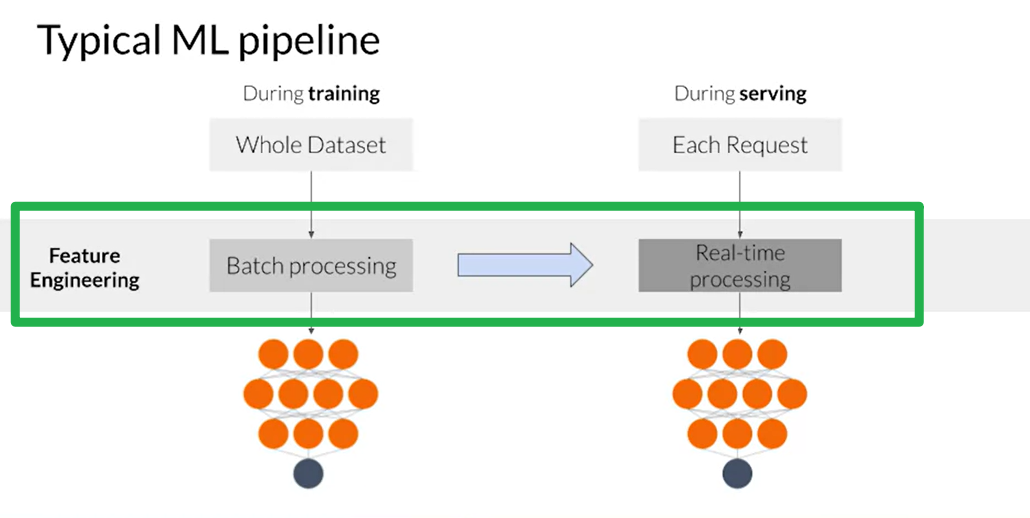 Typical ML pipeline
During training
During serving
Whole Dataset
Each Request
Feature
Engineering
Batch processing
Real-time
processing